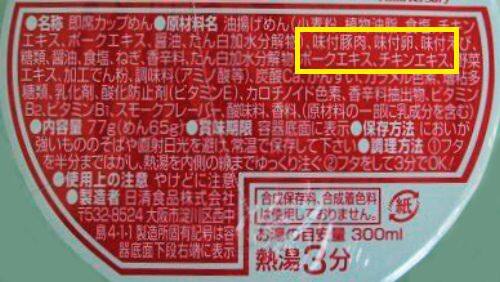 ●名称 即席カップめん●原材料名 油揚げめん(小麦粉、植物油脂、食塩、チキン
エキス、ポークエキス、醤油、たん白加水分解物)、味付豚肉、味付卵、味付えび、
糖類、醤油、食塩、ねぎ、香辛料、たん白加水分解物、ポークエキス、チキンエキス、野菜
エキス、加工でん粉、調味料(アミノ酸等)、炭酸Ca、かんすい、カラメル色素、増粘多
糖類、乳化剤、酸化防止剤(ビタミンE)、カロチノイド色素、香辛料抽出物、ビタミン
B2、ビタミンB1、スモークフレーバー、酸味料、香料、(原材料の一部に乳成分を含む)
●内容量 77g(めん65g)●賞味期限 容器底面に表示●保存方法 においが
強いもののそばや直射日光を避け、常温で保存して下さい。●調理方法 ①フタ
を半分まではがし、熱湯を内側の線までゆっくり注ぐ ②フタをして3分でOK!
●使用上の注意 やけどに注意
●製造者 日清食品株式会社
〒532-8524 大阪市淀川区西中
島4-1-1 製造所固有記号は容
器底面下段右端に表示
合成保存料、合成着色料
は使用しておりません。
紙
お湯の目安量 300ml
熱湯3分